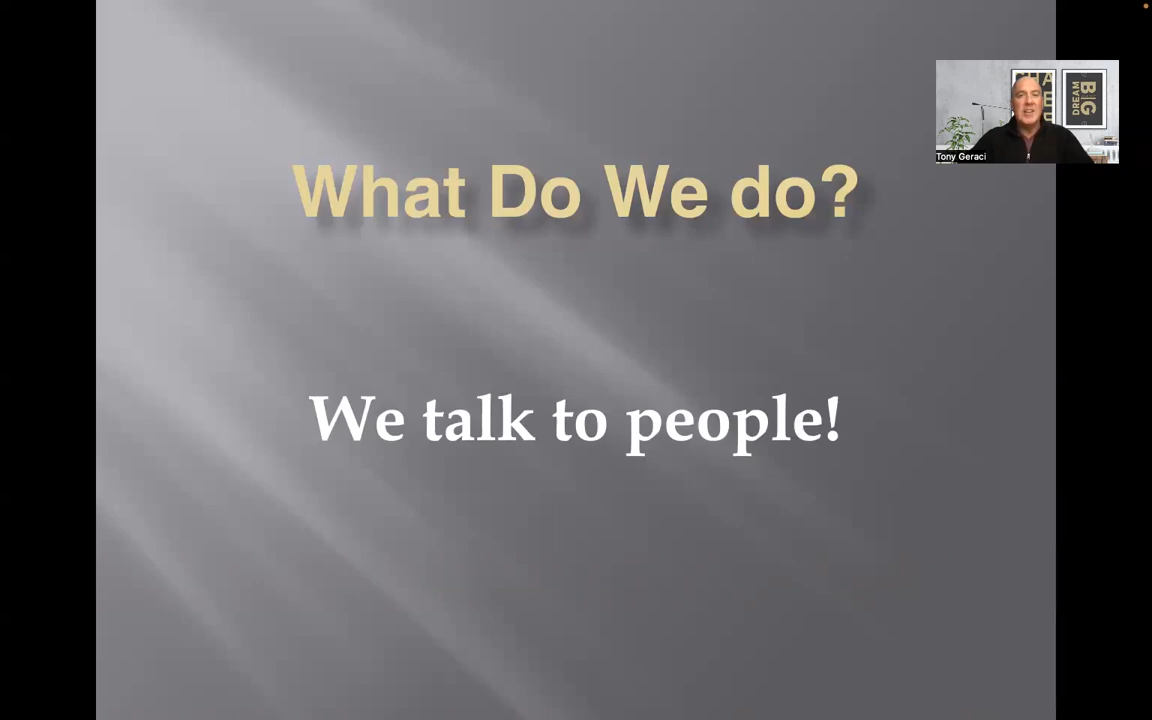 What Do We do?
We talk to people!
Tony Geraci
DREAM
BIG